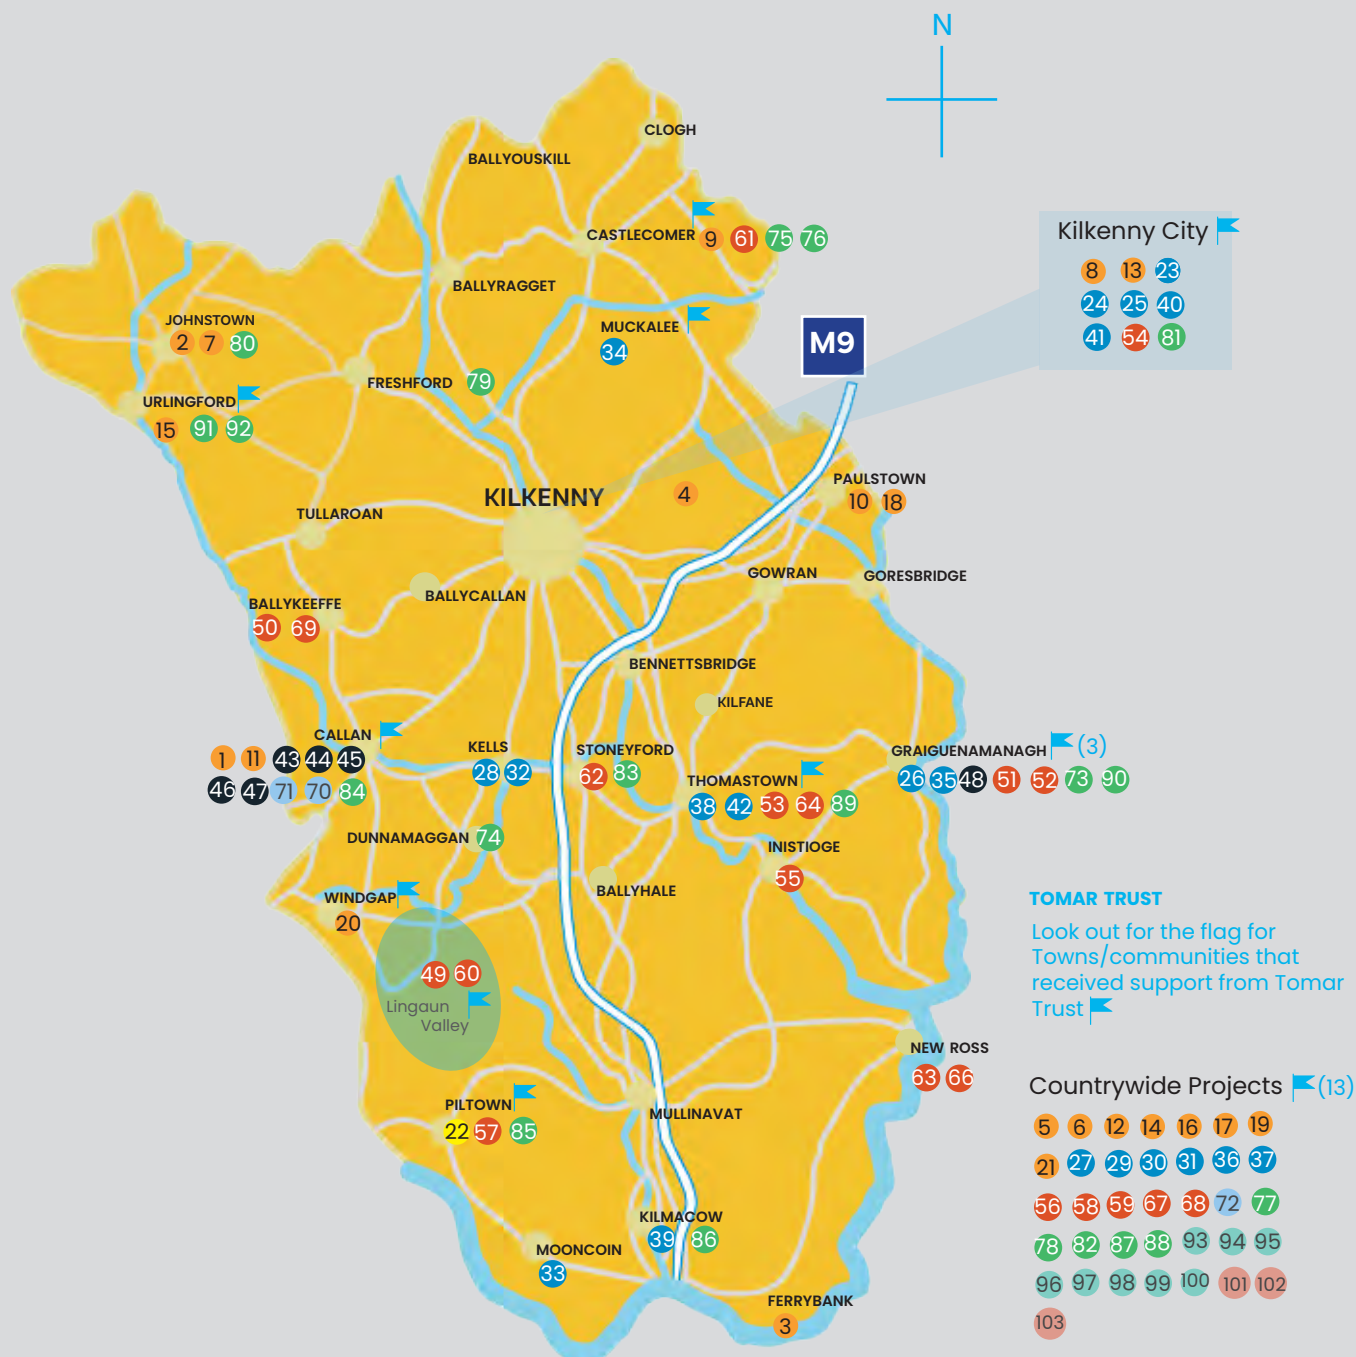 N
CLOGH
BALLYOUSKILL
CASTLECOMER 9 61 75 76
Kilkenny City
8 13 23
24 25 40
41 54 81
BALLYRAGGET
JOHNSTOWN
2 7 80
MUCKALEE
34
M9
FRESHFORD 79
URLINGFORD
15 91 92
PAULSTOWN
10 18
KILKENNY
4
TULLAROAN
GOWRAN
GORESBRIDGE
BALLYCALLAN
BALLYKEEFFE
50 69
BENNETTSBRIDGE
KILFANE
CALLAN
1 11 43 44 45
46 47 71 70 84
KELLS
28 32
STONEYFORD
62 83
GRAIGUENAMANAGH (3)
26 35 48 51 52 73 90
THOMASTOWN
38 42 53 64 89
DUNNAMAGGAN 74
INISTIOGE
55
BALLYHALE
WINDGAP
20
49 60
Lingaun
Valley
TOMAR TRUST
Look out for the flag for
Towns/communities that
received support from Tomar
Trust
NEW ROSS
63 66
PILTOWN
22 57 85
MULLINAVAT
Countrywide Projects (13)
5 6 12 14 16 17 19
21 27 29 30 31 36 37
56 58 59 67 68 72 77
78 82 87 88 93 94 95
96 97 98 99 100 101 102
103
KILMACOW
39 86
MOONCOIN
33
FERRYBANK
3